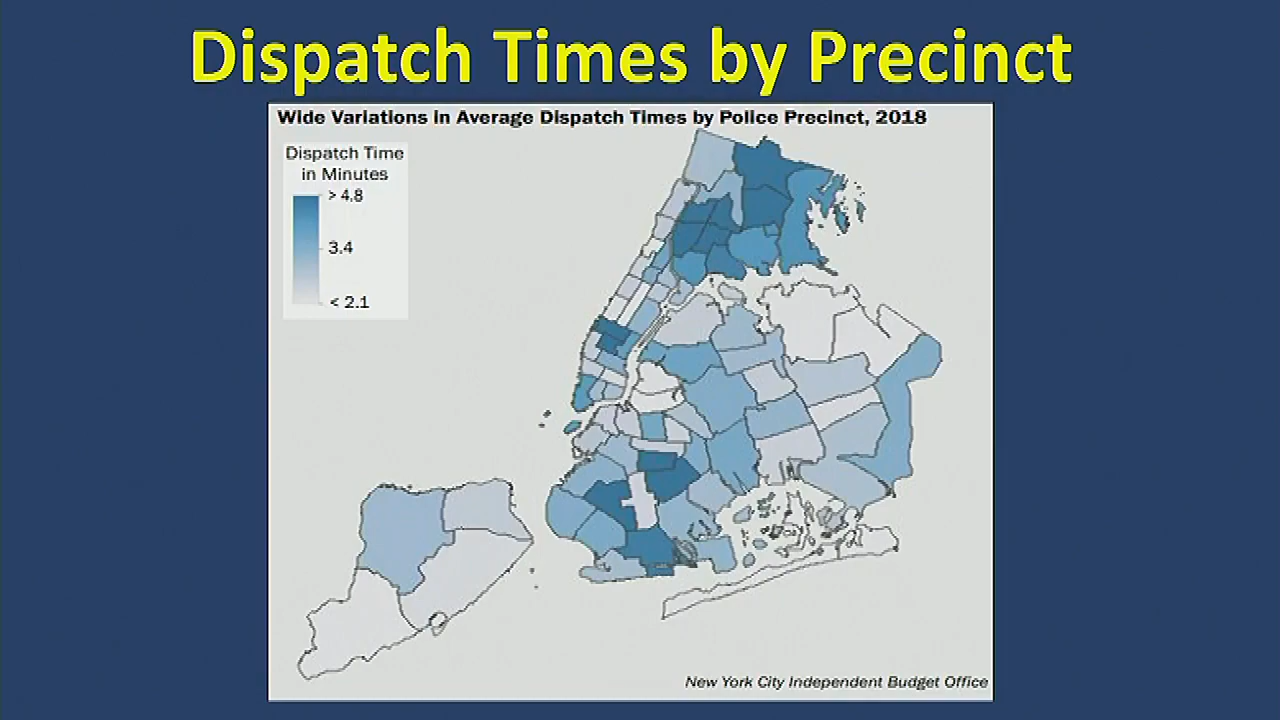 Dispatch Times by Precinct
Wide Variations in Average Dispatch Times by Police Precinct, 2018
Dispatch Time
in Minutes
> 4.8
3.4
< 2.1
New York City Independent Budget Office